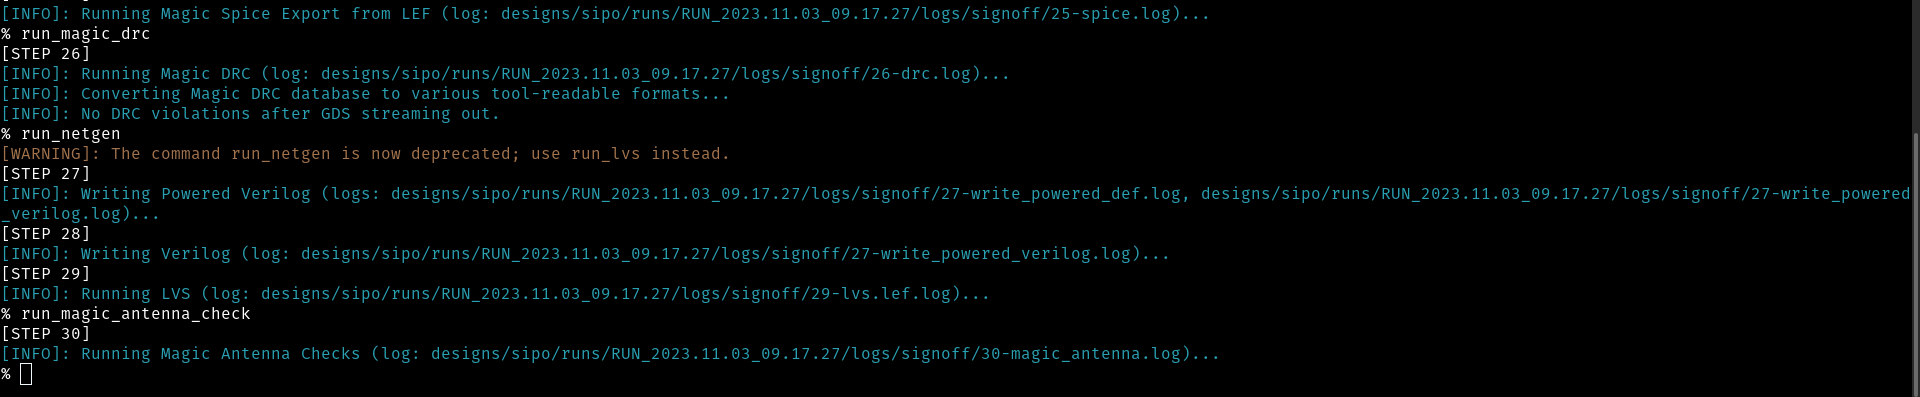 [INFO]: Running Magic Spice Export from LEF (log: designs/sipo/runs/RUN_2023.11.03_09.17.27/logs/signoff/25-spice.log)...
% run_magic_drc
[STEP 26]
[INFO]: Running Magic DRC (log: designs/sipo/runs/RUN_2023.11.03_09.17.27/logs/signoff/26-drc.log)...
[INFO]: Converting Magic DRC database to various tool-readable formats...
[INFO]: No DRC violations after GDS streaming out.
% run_netgen
[WARNING]: The command run_netgen is now deprecated; use run_lvs instead.
[STEP 27]
[INFO]: Writing Powered Verilog (logs: designs/sipo/runs/RUN_2023.11.03_09.17.27/logs/signoff/27-write_powered_def.log, designs/sipo/runs/RUN_2023.11.03_09.17.27/logs/signoff/27-write_powered
_verilog.log)...
[STEP 28]
[INFO]: Writing Verilog (log: designs/sipo/runs/RUN_2023.11.03_09.17.27/logs/signoff/27-write_powered_verilog.log)...
[STEP 29]
[INFO]: Running LVS (log: designs/sipo/runs/RUN_2023.11.03_09.17.27/logs/signoff/29-lvs.lef.log)...
% run_magic_antenna_check
[STEP 30]
[INFO]: Running Magic Antenna Checks (log: designs/sipo/runs/RUN_2023.11.03_09.17.27/logs/signoff/30-magic_antenna.log)...
%